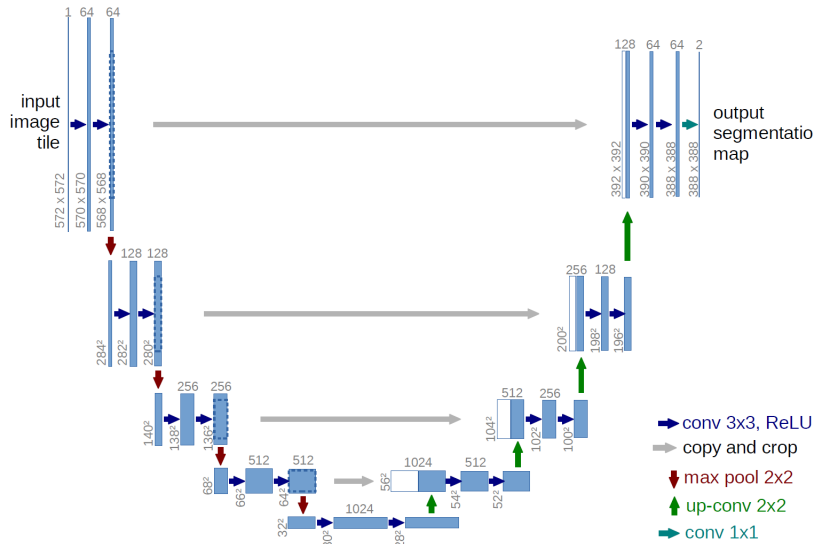 1 64 64
input
image
tile
572 x 572
570 x 570
568 x 568
128 64 64 2
392 x 392
390 x 390
388 x 388
388 x 388
output
segmentatio
map
128 128
284²
282²
280²
256 128
200²
198²
196²
256 256
140²
138²
136²
512 256
104²
102²
100²
512 512
68²
66²
64²
1024 512
56²
54²
52²
1024
32²
conv 3x3, ReLU
copy and crop
max pool 2x2
up-conv 2x2
conv 1x1